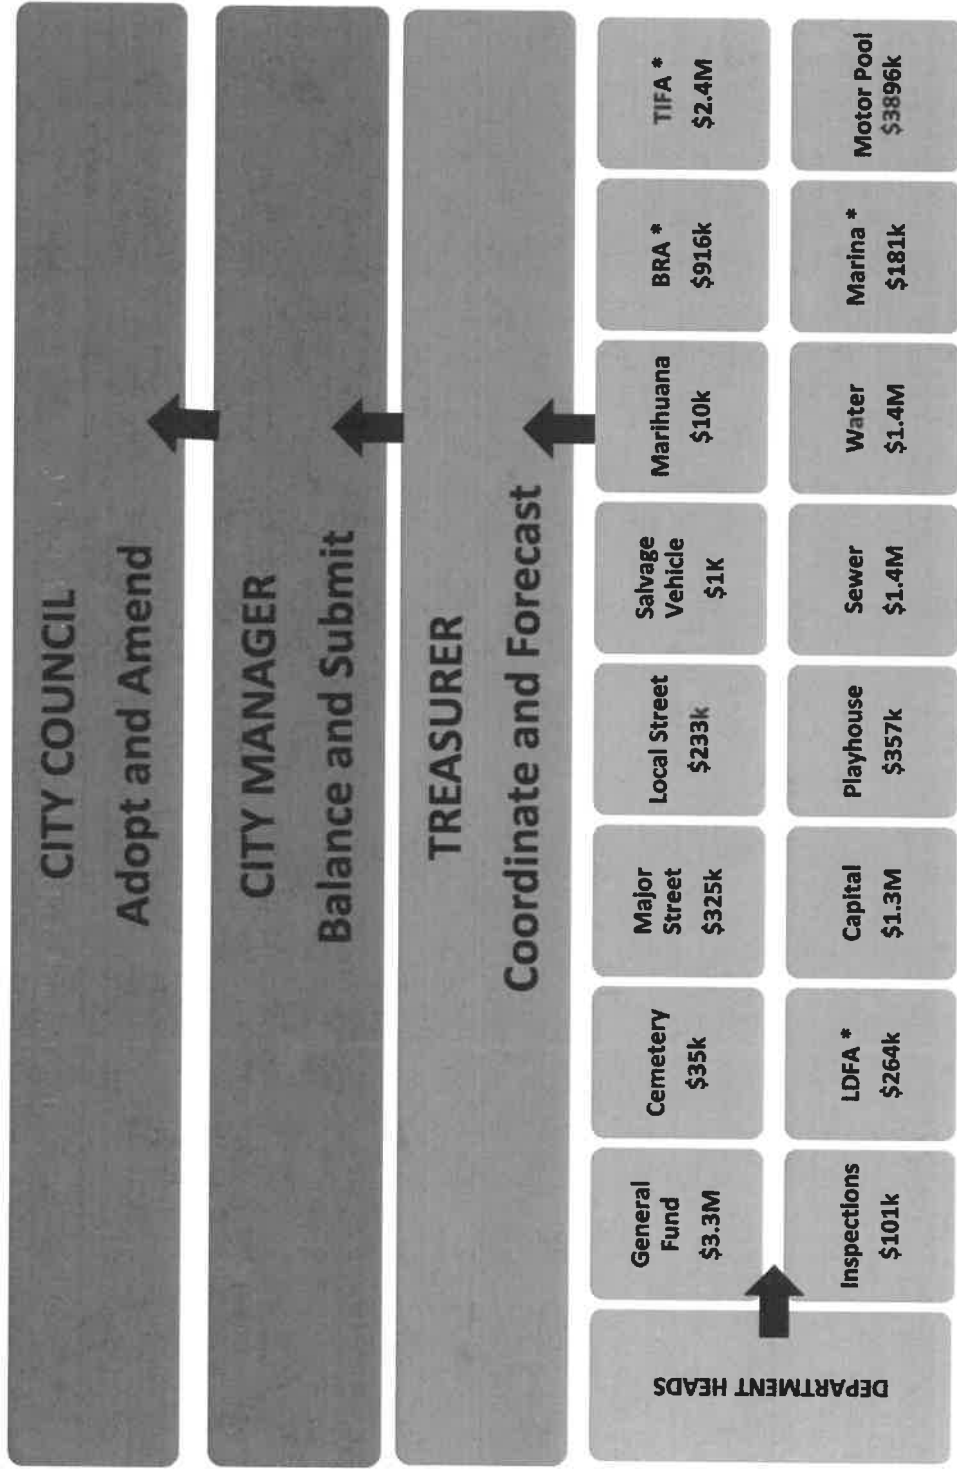 CITY COUNCIL
Adopt and Amend
CITY MANAGER
Balance and Submit
TREASURER
Coordinate and Forecast
DEPARTMENT HEADS
General
Fund
$3.3M
Cemetery
$35k
Major
Street
$325k
Local Street
$233k
Salvage
Vehicle
$1K
Marihuana
$10k
BRA *
$916k
TIFA *
$2.4M
Inspections
$101k
LDFA *
$264k
Capital
$1.3M
Playhouse
$357k
Sewer
$1.4M
Water
$1.4M
Marina *
$181k
Motor Pool
$3896k